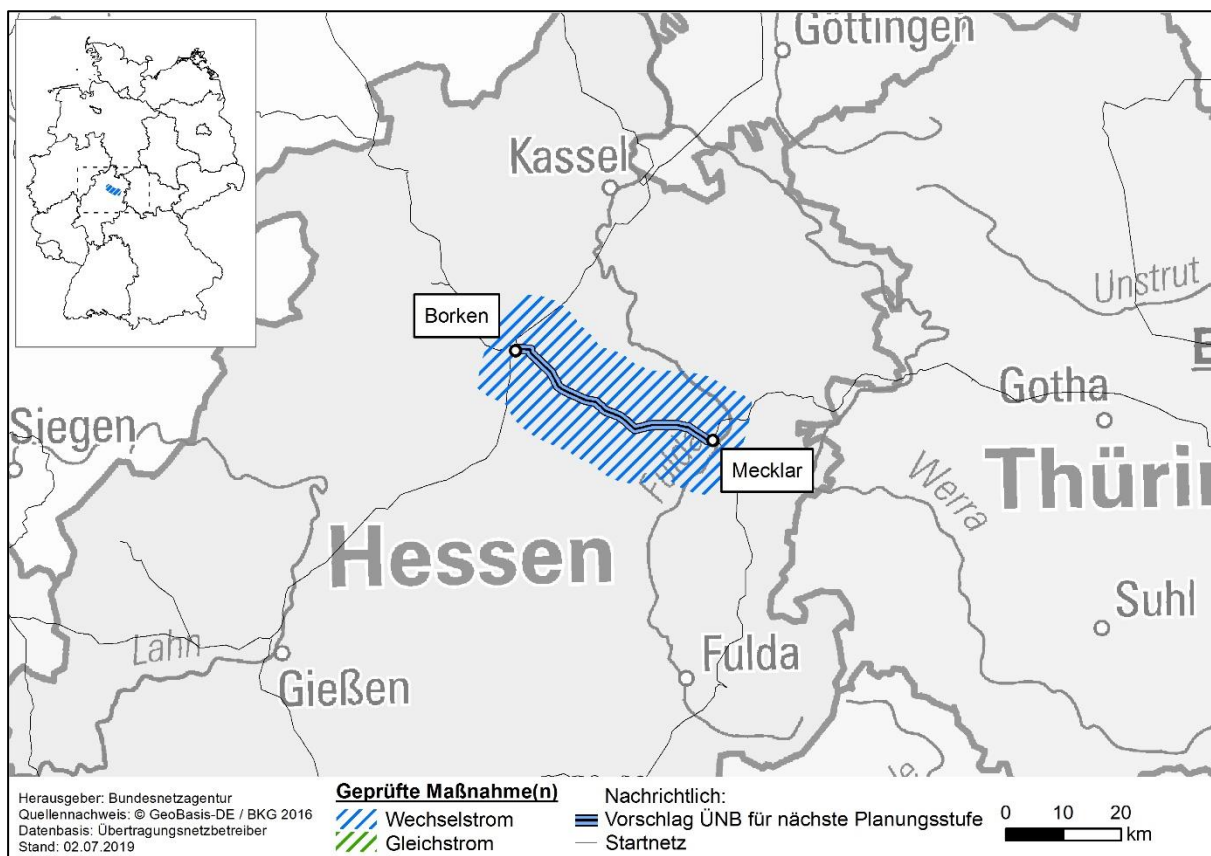 Göttingen
Kassel
Unstrut
Borken
Gotha
Siegen
Mecklar
Fulda
Werra
Thürin
Hessen
Suhl
Lahn
Fulda
Gießen
Herausgeber: Bundesnetzagentur
Quellennachweis: © GeoBasis-DE / BKG 2016
Datenbasis: Übertragungsnetzbetreiber
Stand: 02.07.2019
Geprüfte Maßnahme(n)
Wechselstrom
Gleichstrom
Nachrichtlich:
Vorschlag ÜNB für nächste Planungsstufe
Startnetz
0 10 20
km